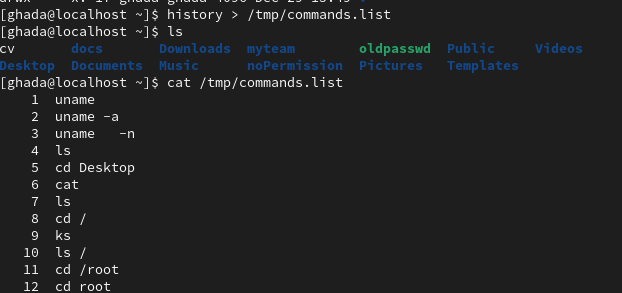 [ghada@localhost ~]$ history > /tmp/commands.list
[ghada@localhost ~]$ ls
cv docs Downloads myteam oldpasswd Public Videos
Desktop Documents Music noPermission Pictures Templates
[ghada@localhost ~]$ cat /tmp/commands.list
1 uname
2 uname -a
3 uname -n
4 ls
5 cd Desktop
6 cat
7 ls
8 cd /
9 ks
10 ls /
11 cd /root
12 cd root